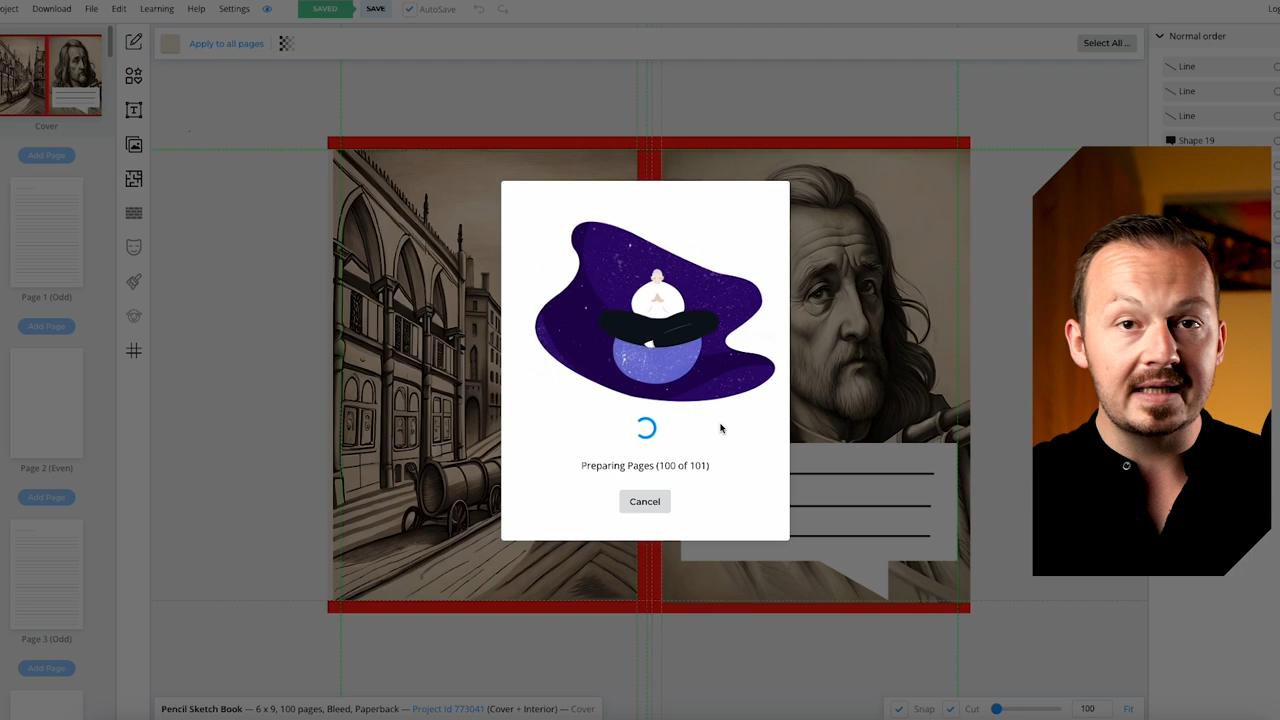 Download File Edit Learning Help Settings SAVED SAVE AutoSave
Apply to all pages Select All ...
Normal order
Line
Line
Line
Shape 19
Cover
Add Page
Page 1 (Odd)
Add Page
Page 2 (Even)
Add Page
Page 3 (Odd)
Add Page
Preparing Pages (100 of 101)
Cancel
Pencil Sketch Book — 6 x 9, 100 pages, Bleed, Paperback — Project Id 773041 (Cover + Interior) — Cover
Snap Cut 100 Fit